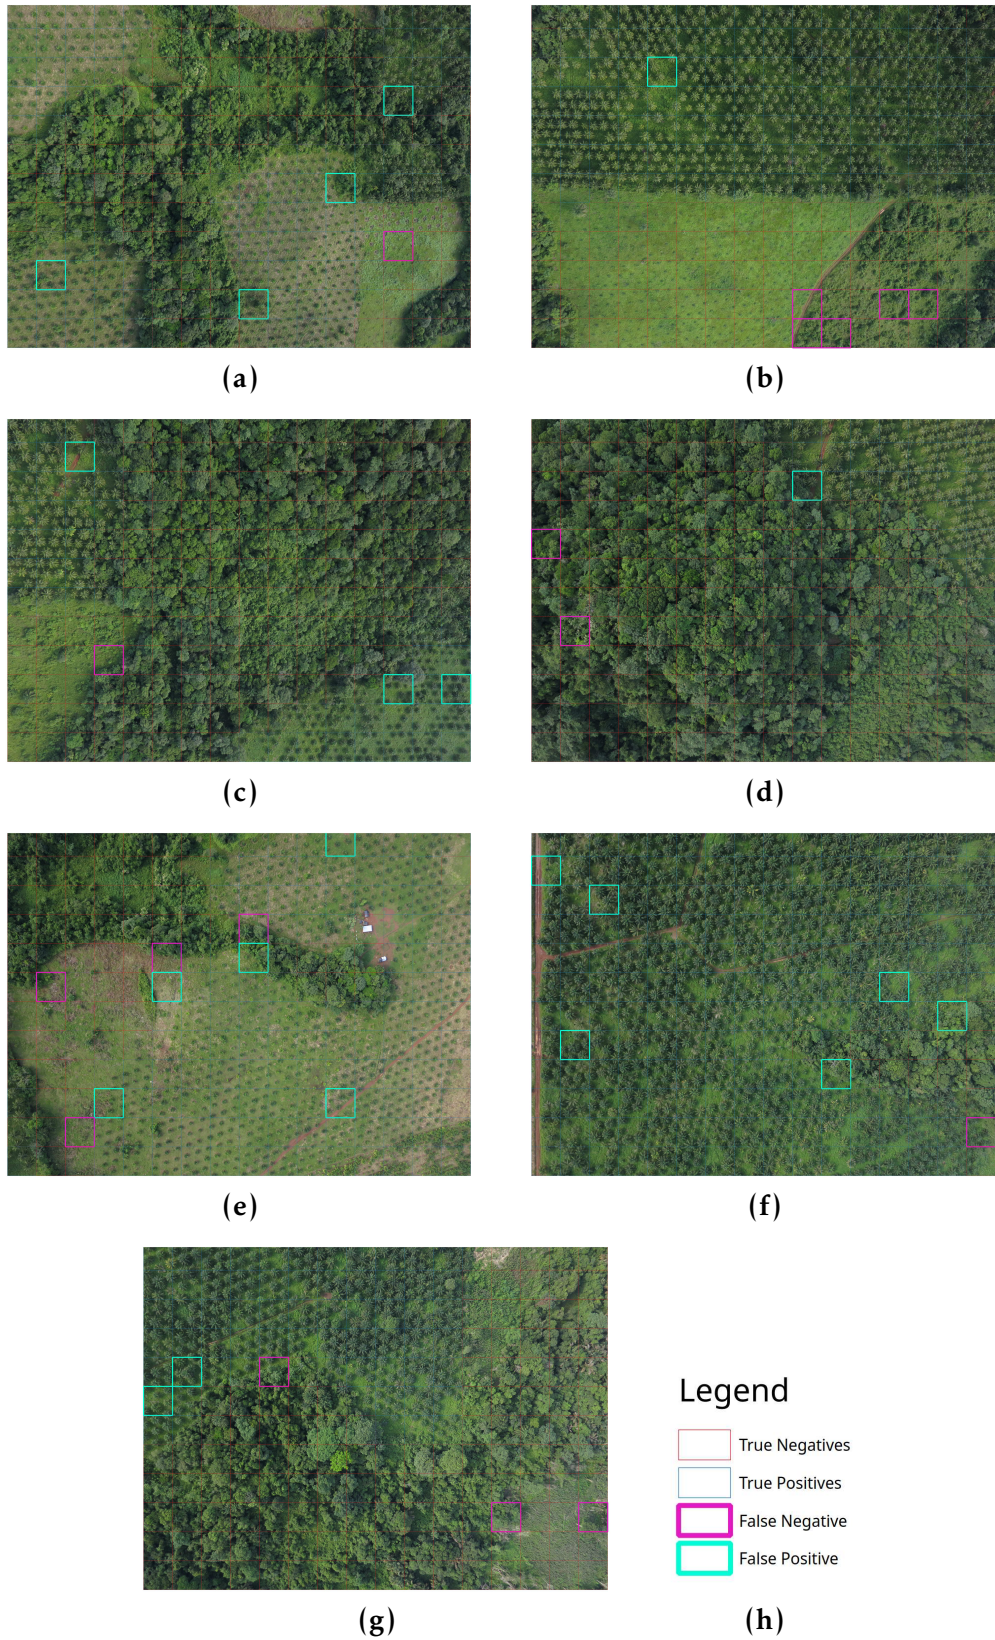 (a)
(b)
(c)
(d)
(e)
(f)
Legend
True Negatives
True Positives
False Negative
False Positive
(g)
(h)